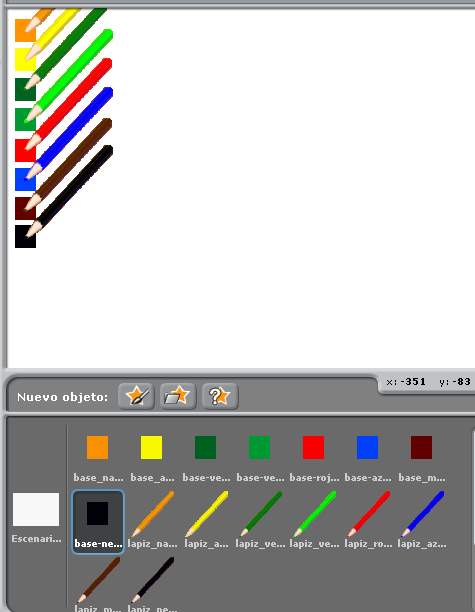 x: -351 y: -83
Nuevo objeto:
base_na... base_a... base-ve... base-ve... base-roj... base-az... base_m...
Escenari...
base-ne... lapiz_na... lapiz_a... lapiz_ve... lapiz_ve... lapiz_ro... lapiz_az...
lapiz_m... lapiz_ne...